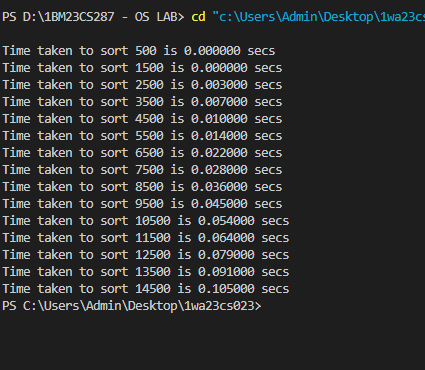 PS D:\1BM23CS287 - OS LAB> cd "c:\Users\Admin\Desktop\1wa23cs
Time taken to sort 500 is 0.000000 secs
Time taken to sort 1500 is 0.000000 secs
Time taken to sort 2500 is 0.003000 secs
Time taken to sort 3500 is 0.007000 secs
Time taken to sort 4500 is 0.010000 secs
Time taken to sort 5500 is 0.014000 secs
Time taken to sort 6500 is 0.022000 secs
Time taken to sort 7500 is 0.028000 secs
Time taken to sort 8500 is 0.036000 secs
Time taken to sort 9500 is 0.045000 secs
Time taken to sort 10500 is 0.054000 secs
Time taken to sort 11500 is 0.064000 secs
Time taken to sort 12500 is 0.079000 secs
Time taken to sort 13500 is 0.091000 secs
Time taken to sort 14500 is 0.105000 secs
PS C:\Users\Admin\Desktop\1wa23cs023>